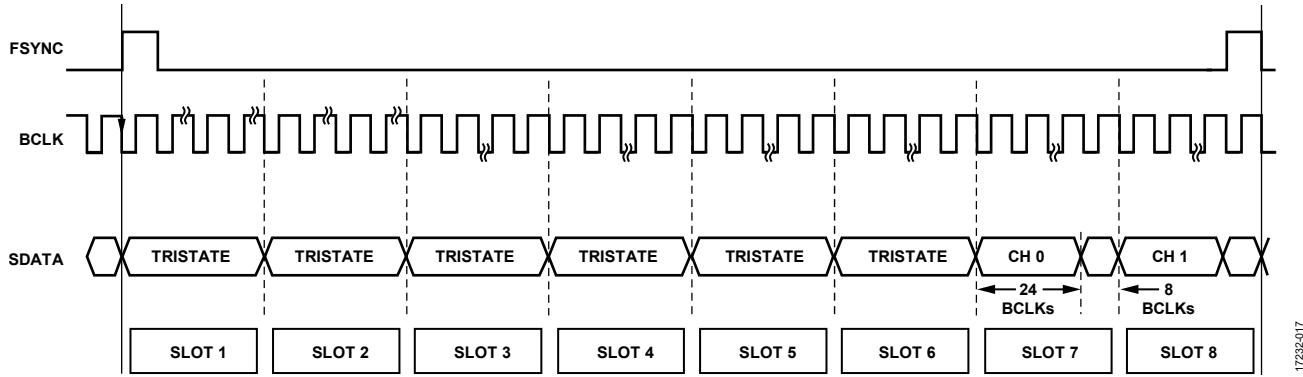 FSYNC
BCLK
SDATA
TRISTATE TRISTATE TRISTATE TRISTATE TRISTATE TRISTATE CH 0 CH 1
24 BCLKs
8 BCLKs
SLOT 1 SLOT 2 SLOT 3 SLOT 4 SLOT 5 SLOT 6 SLOT 7 SLOT 8
17232-017